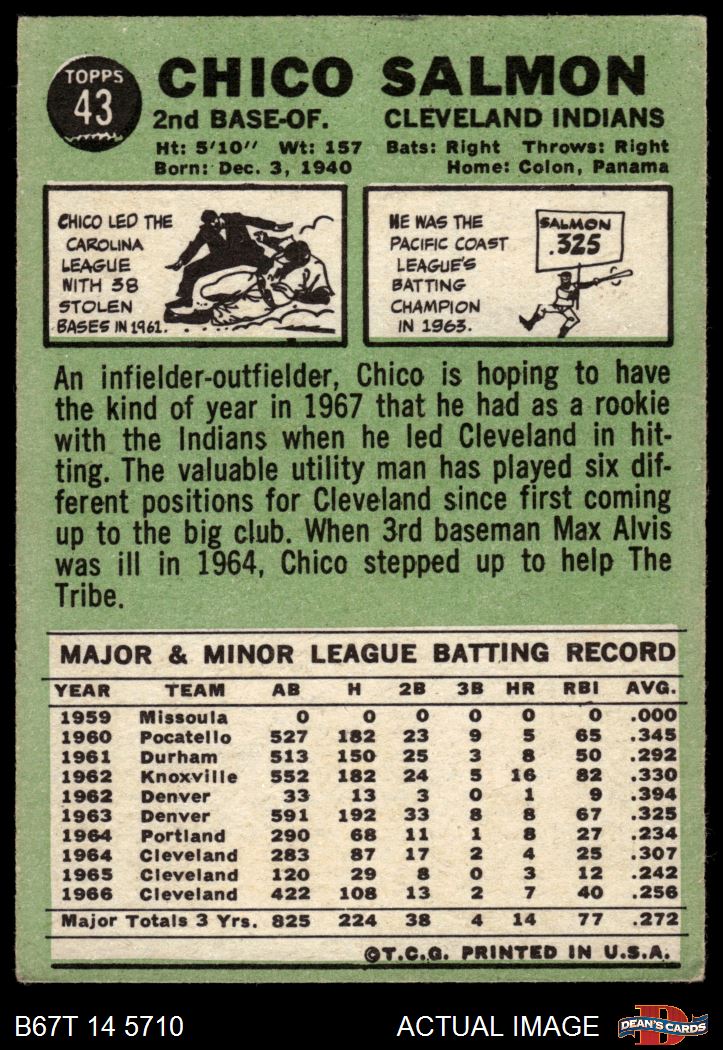 TOPPS
43
CHICO SALMON
2nd BASE-OF. CLEVELAND INDIANS
Ht: 5'10" Wt: 157 Bats: Right Throws: Right
Born: Dec. 3, 1940 Home: Colon, Panama
CHICO LED THE
CAROLINA
LEAGUE
WITH 38
STOLEN
BASES IN 1961.
HE WAS THE
PACIFIC COAST
LEAGUE'S
BATTING
CHAMPION
IN 1963.
SALMON
.325
An infielder-outfielder, Chico is hoping to have
the kind of year in 1967 that he had as a rookie
with the Indians when he led Cleveland in hit-
ting. The valuable utility man has played six dif-
ferent positions for Cleveland since first coming
up to the big club. When 3rd baseman Max Alvis
was ill in 1964, Chico stepped up to help The
Tribe.
MAJOR & MINOR LEAGUE BATTING RECORD
YEAR TEAM AB H 2B 3B HR RBI AVG.
1959 Missoula 0 0 0 0 0 0 .000
1960 Pocatello 527 182 23 9 5 65 .345
1961 Durham 513 150 25 3 8 50 .292
1962 Knoxville 552 182 24 5 16 82 .330
1962 Denver 33 13 3 0 1 9 .394
1963 Denver 591 192 33 8 8 67 .325
1964 Portland 290 68 11 1 8 27 .234
1964 Cleveland 283 87 17 2 4 25 .307
1965 Cleveland 120 29 8 0 3 12 .242
1966 Cleveland 422 108 13 2 7 40 .256
Major Totals 3 Yrs. 825 224 38 4 14 77 .272
©T.C.G. PRINTED IN U.S.A.
B67T 14 5710 ACTUAL IMAGE D DEAN'S CARDS